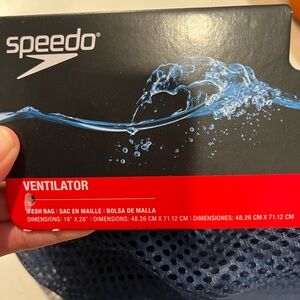 speedo®
VENTILATOR
MESH BAG | SAC EN MAILLE | BOLSA DE MALLA
DIMENSIONS: 19" X 28" | DIMENSIONS: 48.26 CM X 71.12 CM | DIMENSIONES: 48.26 CM X 71.12 CM